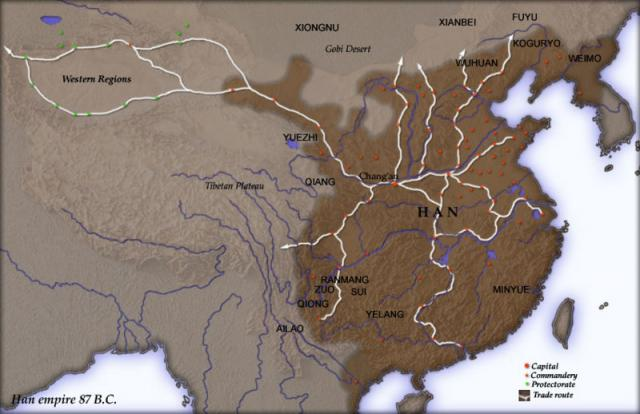 FUYU
XIONGNU
XIANBEI
Gobi Desert
KOGURYO
WUHUAN
WEIMO
Western Regions
YUEZHI
Chang'an
QIANG
Tibetan Plateau
HAN
RANMANG
ZUO
SUI
MINYUE
QIONG
YELANG
AILAO
Capital
Commandery
Protectorate
Trade route
Han empire 87 B.C.